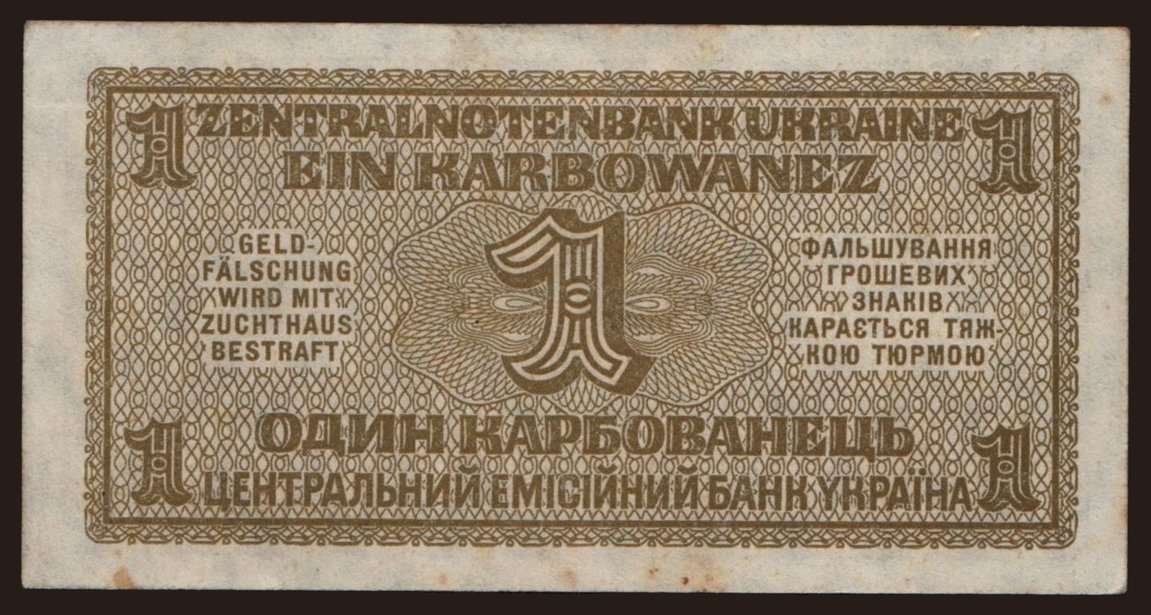 1 ZENTRALNOTENBANK UKRAINE 1
EIN KARBOWANEZ
GELD-
FÄLSCHUNG
WIRD MIT
ZUCHTHAUS
BESTRAFT
1
ФАЛЬШУВАННЯ
ГРОШЕВИХ
ЗНАКІВ
КАРАЄТЬСЯ ТЯЖ-
КОЮ ТЮРМОЮ
ОДИН КАРБОВАНЕЦЬ
1 ЦЕНТРАЛЬНИЙ ЕМІСІЙНИЙ БАНК УКРАЇНА 1